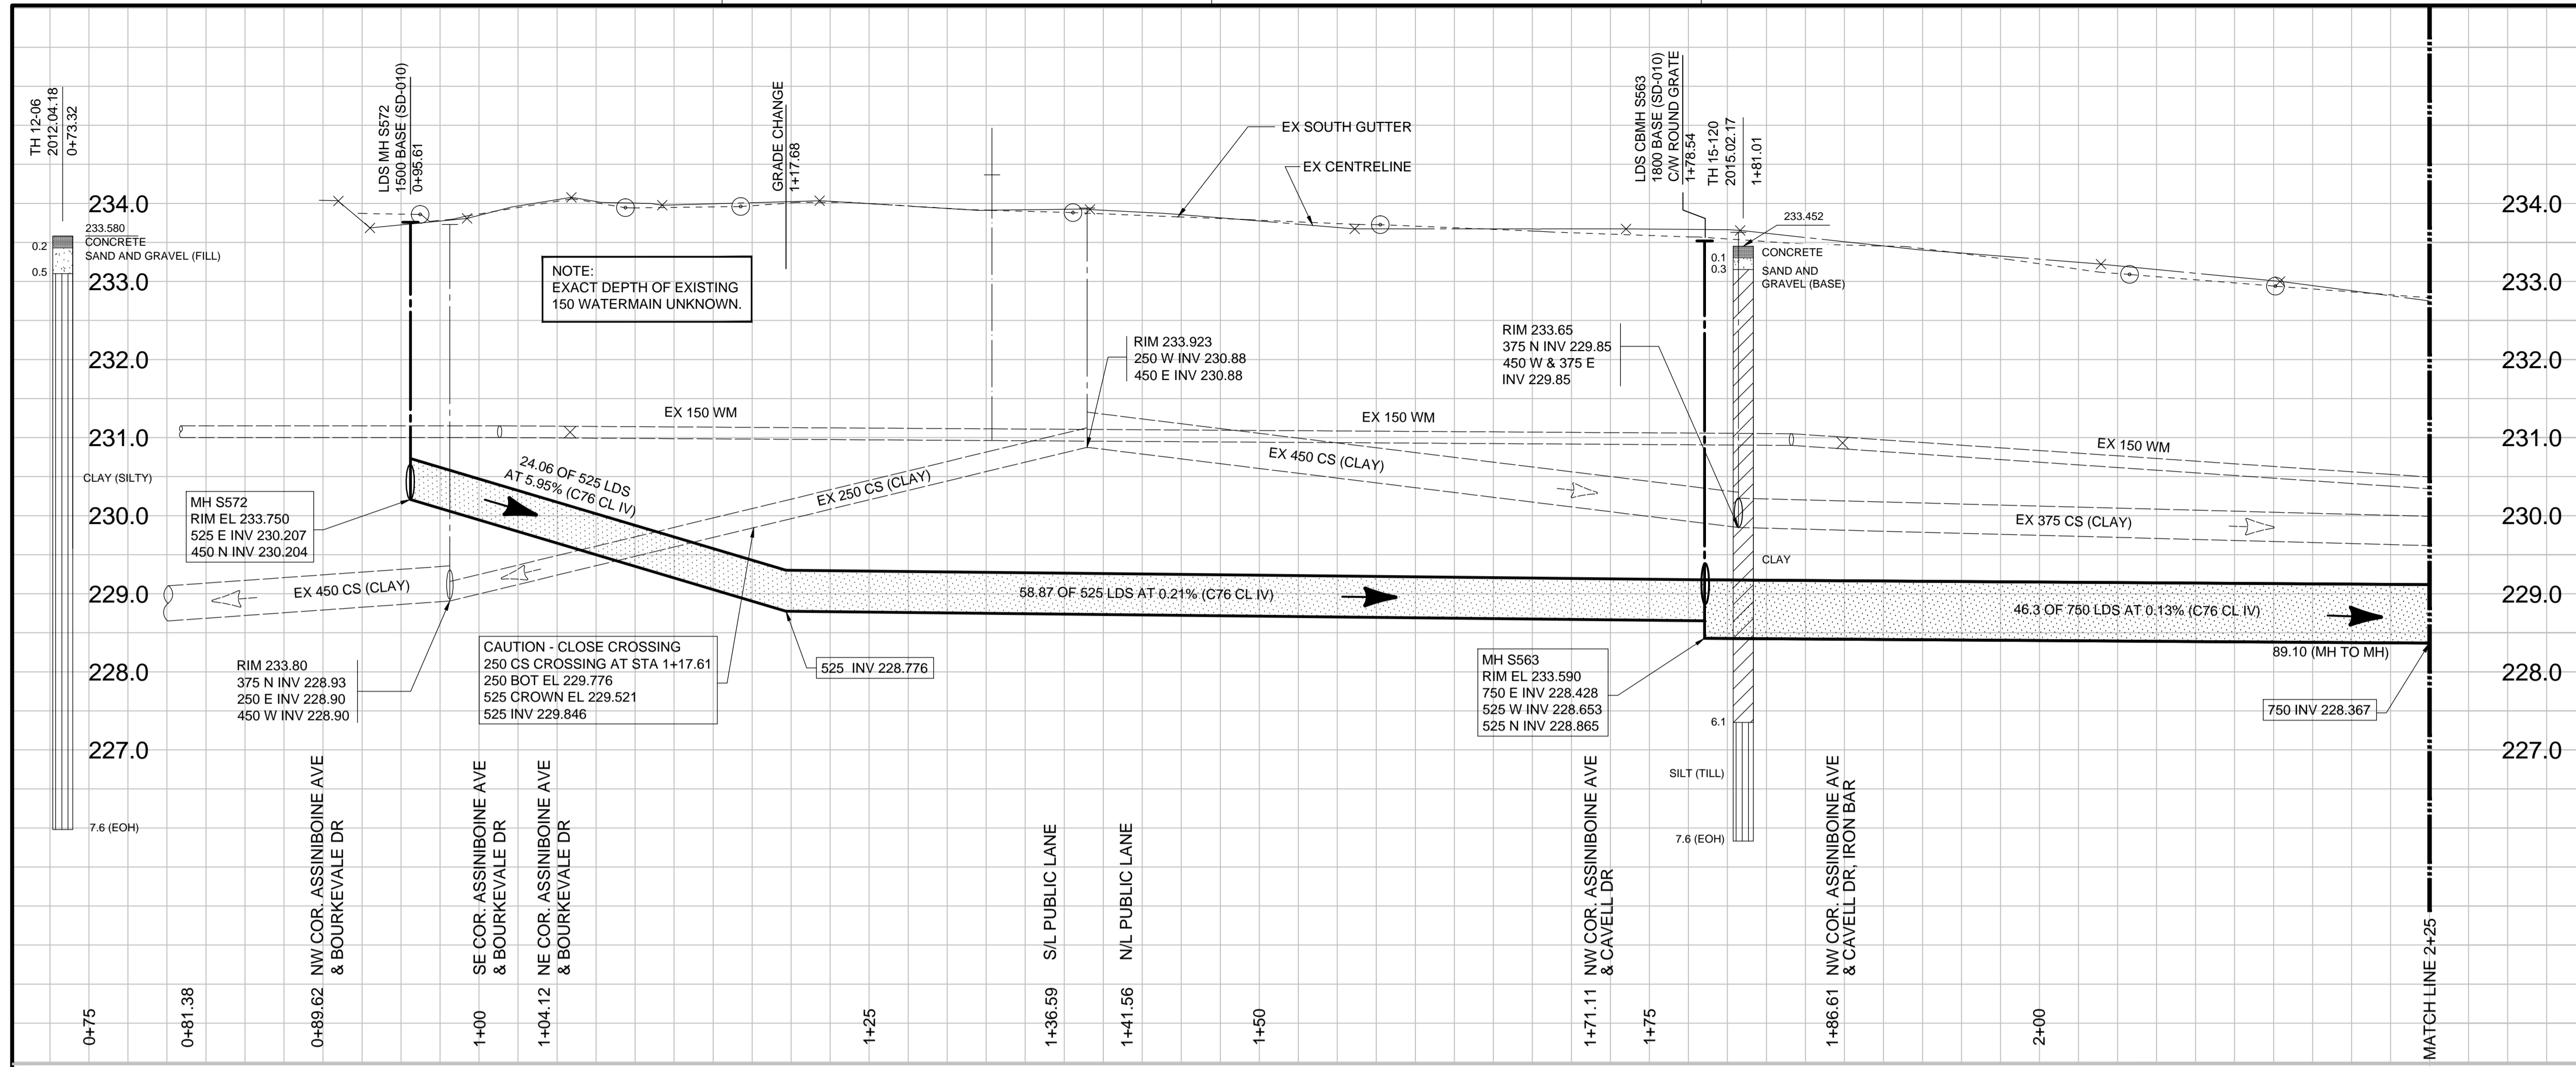 TH 12-06
2012.04.18
0+73.32
LDS MH S572
1500 BASE (SD-010)
0+95.61
GRADE CHANGE
1+17.68
EX SOUTH GUTTER
EX CENTRELINE
LDS CBMH S563
1800 BASE (SD-010)
C/W ROUND GRATE
1+78.54
TH 15-120
2015.02.17
1+81.01
234.0
234.0
233.580
CONCRETE
SAND AND GRAVEL (FILL)
0.2
0.5
233.452
CONCRETE
SAND AND
GRAVEL (BASE)
0.1
0.3
233.0
233.0
NOTE:
EXACT DEPTH OF EXISTING
150 WATERMAIN UNKNOWN.
232.0
232.0
RIM 233.923
250 W INV 230.88
450 E INV 230.88
RIM 233.65
375 N INV 229.85
450 W & 375 E
INV 229.85
231.0
231.0
EX 150 WM
EX 150 WM
EX 150 WM
CLAY (SILTY)
24.06 OF 525 LDS
AT 5.95% (C76 CL IV)
EX 250 CS (CLAY)
EX 450 CS (CLAY)
EX 375 CS (CLAY)
MH S572
RIM EL 233.750
525 E INV 230.207
450 N INV 230.204
230.0
230.0
CLAY
EX 450 CS (CLAY)
229.0
229.0
58.87 OF 525 LDS AT 0.21% (C76 CL IV)
46.3 OF 750 LDS AT 0.13% (C76 CL IV)
89.10 (MH TO MH)
RIM 233.80
375 N INV 228.93
250 E INV 228.90
450 W INV 228.90
CAUTION - CLOSE CROSSING
250 CS CROSSING AT STA 1+17.61
250 BOT EL 229.776
525 CROWN EL 229.521
525 INV 229.846
525 INV 228.776
MH S563
RIM EL 233.590
750 E INV 228.428
525 W INV 228.653
525 N INV 228.865
750 INV 228.367
228.0
228.0
227.0
227.0
6.1
SILT (TILL)
7.6 (EOH)
7.6 (EOH)
0+75
0+81.38
0+89.62 NW COR. ASSINIBOINE AVE
& BOURKEVALE DR
1+00
SE COR. ASSINIBOINE AVE
& BOURKEVALE DR
1+04.12 NE COR. ASSINIBOINE AVE
& BOURKEVALE DR
1+25
1+36.59 S/L PUBLIC LANE
1+41.56 N/L PUBLIC LANE
1+50
1+71.11 NW COR. ASSINIBOINE AVE
& CAVELL DR
1+75
1+86.61 NW COR. ASSINIBOINE AVE
& CAVELL DR, IRON BAR
2+00
MATCH LINE 2+25